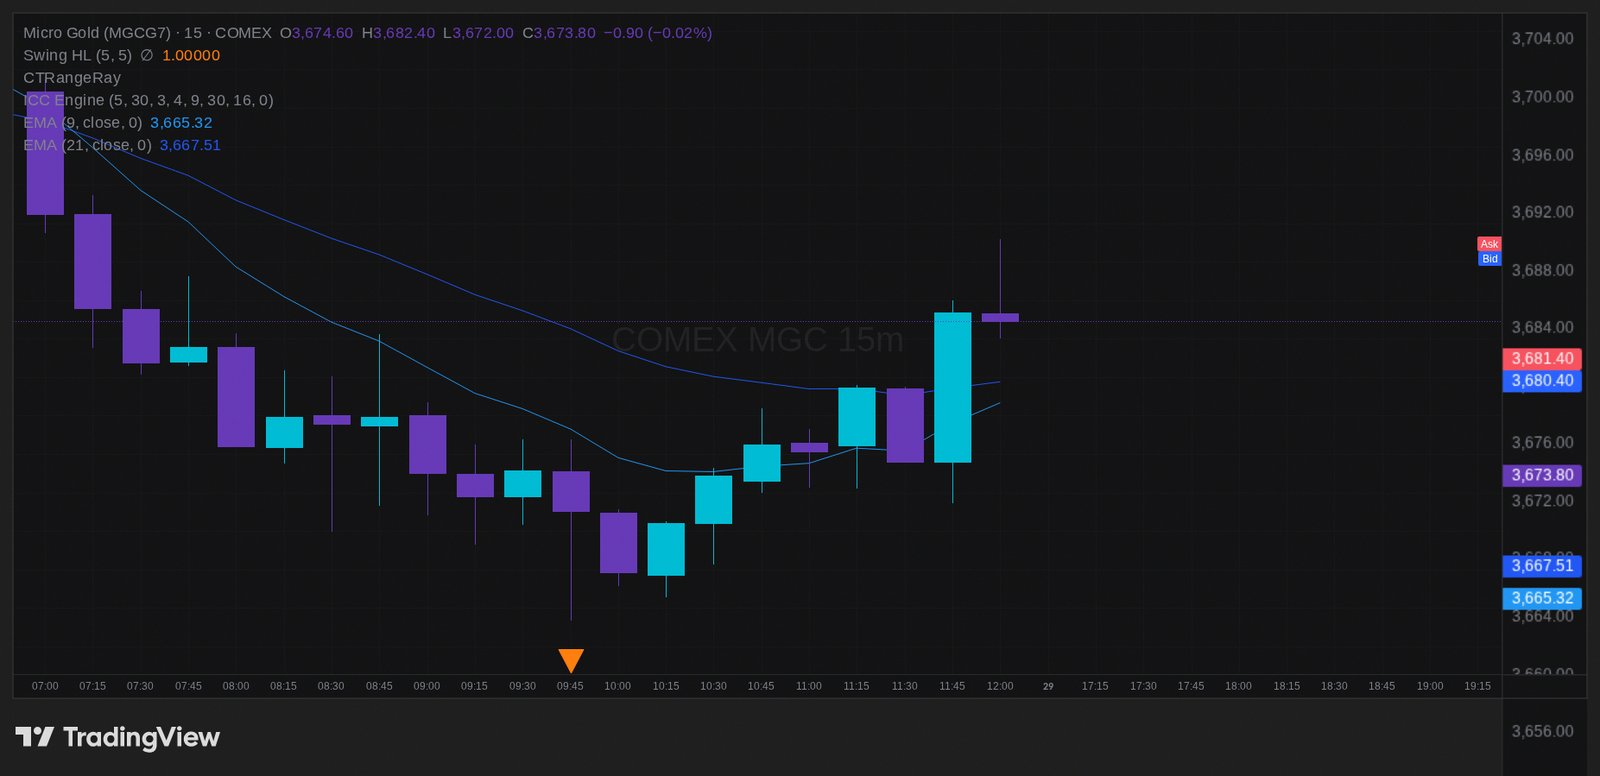 Micro Gold (MGCG7) · 15 · COMEX O3,674.60 H3,682.40 L3,672.00 C3,673.80 −0.90 (−0.02%)
Swing HL (5, 5) ∅ 1.00000
CTRangeRay
ICC Engine (5, 30, 3, 4, 9, 30, 16, 0)
EMA (9, close, 0) 3,665.32
EMA (21, close, 0) 3,667.51
COMEX MGC 15m
3,704.00
3,700.00
3,696.00
3,692.00
Ask
Bid
3,688.00
3,684.00
3,681.40
3,680.40
3,676.00
3,673.80
3,672.00
3,668.00
3,667.51
3,665.32
3,664.00
3,660.00
3,656.00
07:00 07:15 07:30 07:45 08:00 08:15 08:30 08:45 09:00 09:15 09:30 09:45 10:00 10:15 10:30 10:45 11:00 11:15 11:30 11:45 12:00 29 17:15 17:30 17:45 18:00 18:15 18:30 18:45 19:00 19:15
TradingView